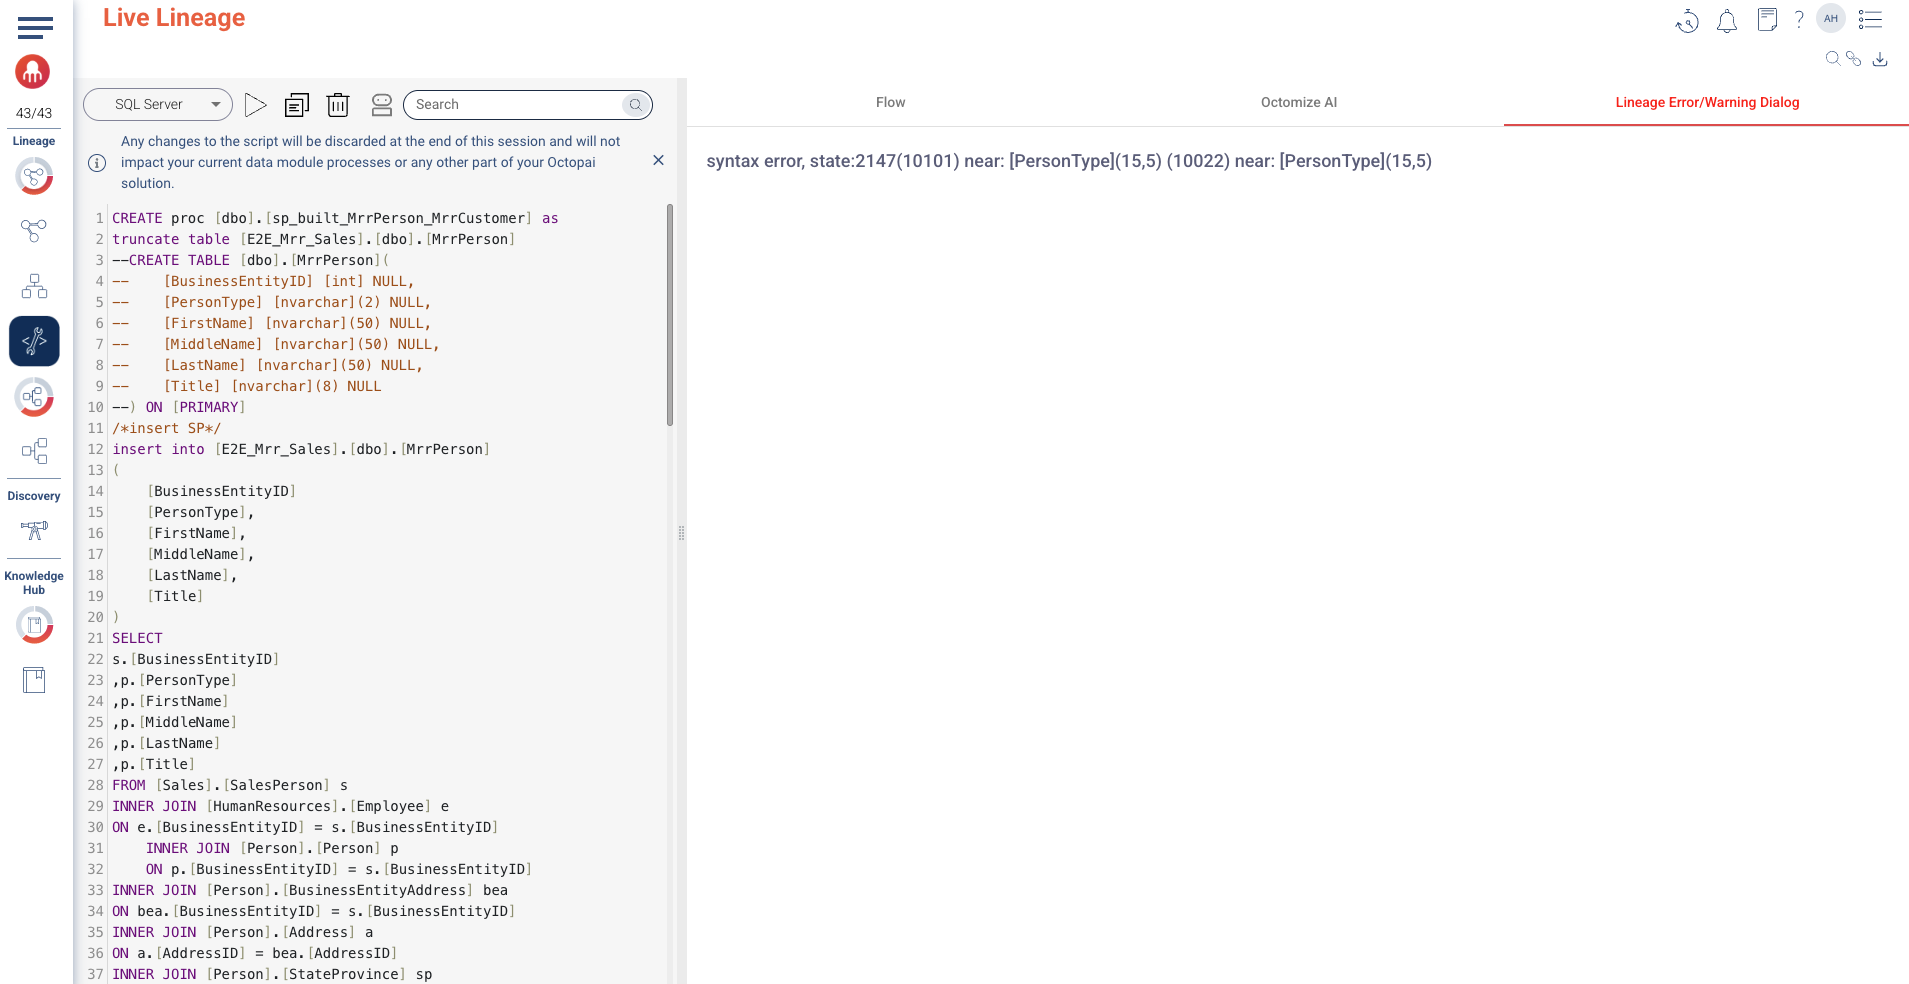 Live Lineage
AH
43/43
Lineage
Discovery
Knowledge
Hub
SQL Server
Search
Any changes to the script will be discarded at the end of this session and will not
impact your current data module processes or any other part of your Octopai
solution.
Flow
Octomize AI
Lineage Error/Warning Dialog
syntax error, state:2147(10101) near: [PersonType](15,5) (10022) near: [PersonType](15,5)
1 CREATE proc [dbo].[sp_built_MrrPerson_MrrCustomer] as
2 truncate table [E2E_Mrr_Sales].[dbo].[MrrPerson]
3 --CREATE TABLE [dbo].[MrrPerson](
4 --    [BusinessEntityID] [int] NULL,
5 --    [PersonType] [nvarchar](2) NULL,
6 --    [FirstName] [nvarchar](50) NULL,
7 --    [MiddleName] [nvarchar](50) NULL,
8 --    [LastName] [nvarchar](50) NULL,
9 --    [Title] [nvarchar](8) NULL
10 --) ON [PRIMARY]
11 /*insert SP*/
12 insert into [E2E_Mrr_Sales].[dbo].[MrrPerson]
13 (
14     [BusinessEntityID]
15     [PersonType],
16     [FirstName],
17     [MiddleName],
18     [LastName],
19     [Title]
20 )
21 SELECT
22 s.[BusinessEntityID]
23 ,p.[PersonType]
24 ,p.[FirstName]
25 ,p.[MiddleName]
26 ,p.[LastName]
27 ,p.[Title]
28 FROM [Sales].[SalesPerson] s
29 INNER JOIN [HumanResources].[Employee] e
30 ON e.[BusinessEntityID] = s.[BusinessEntityID]
31     INNER JOIN [Person].[Person] p
32     ON p.[BusinessEntityID] = s.[BusinessEntityID]
33 INNER JOIN [Person].[BusinessEntityAddress] bea
34 ON bea.[BusinessEntityID] = s.[BusinessEntityID]
35 INNER JOIN [Person].[Address] a
36 ON a.[AddressID] = bea.[AddressID]
37 INNER JOIN [Person].[StateProvince] sp